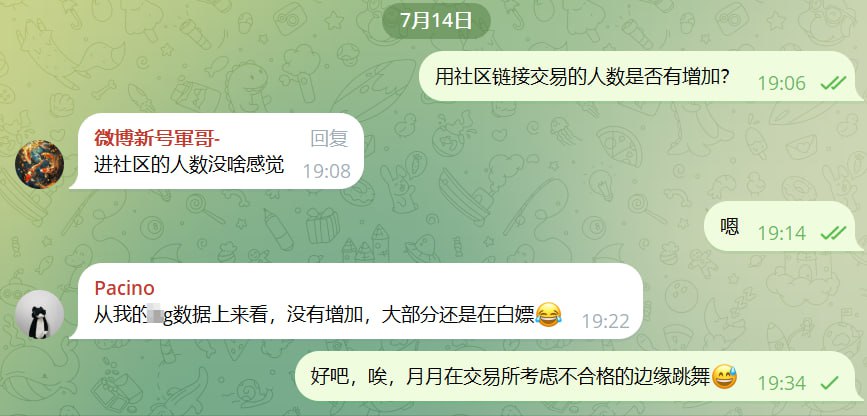 7月14日
用社区链接交易的人数是否有增加？ 19:06
微博新号軍哥- 回复
进社区的人数没啥感觉 19:08
嗯 19:14
Pacino
从我的g数据上来看，没有增加，大部分还是在白嫖😂 19:22
好吧，唉，月月在交易所考虑不合格的边缘跳舞😅 19:34